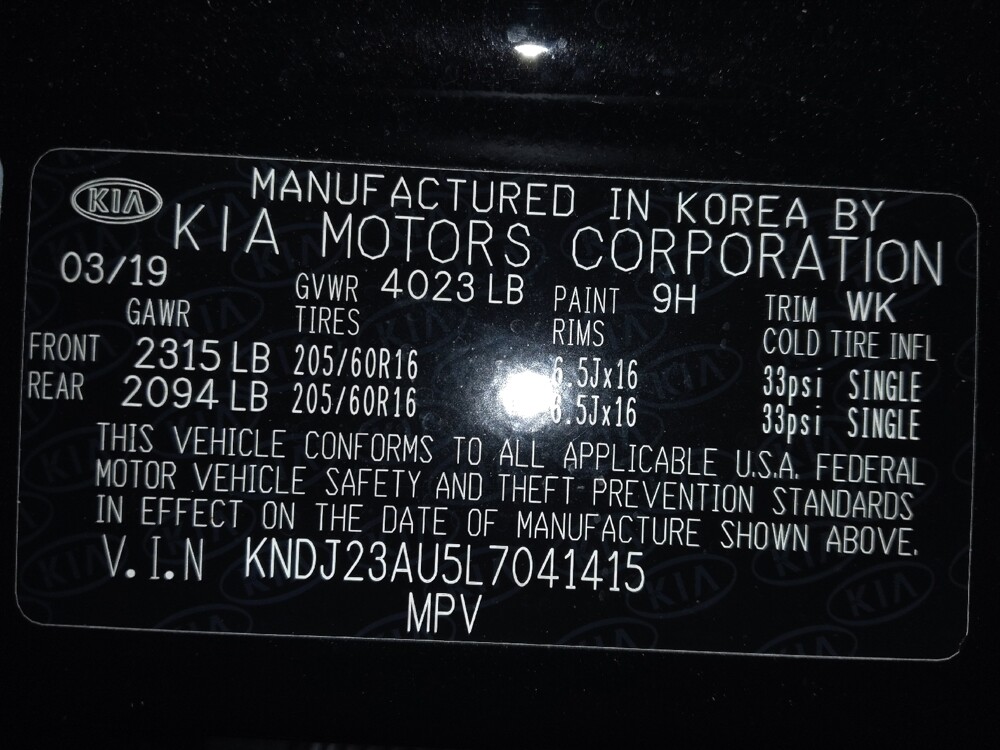 KIA MANUFACTURED IN KOREA BY
KIA MOTORS CORPORATION
03/19 GVWR 4023 LB PAINT 9H TRIM WK
GAWR TIRES RIMS COLD TIRE INFL
FRONT 2315 LB 205/60R16 6.5Jx16 33psi SINGLE
REAR 2094 LB 205/60R16 6.5Jx16 33psi SINGLE
THIS VEHICLE CONFORMS TO ALL APPLICABLE U.S.A. FEDERAL
MOTOR VEHICLE SAFETY AND THEFT PREVENTION STANDARDS
IN EFFECT ON THE DATE OF MANUFACTURE SHOWN ABOVE.
V.I.N KNDJ23AU5L7041415
MPV